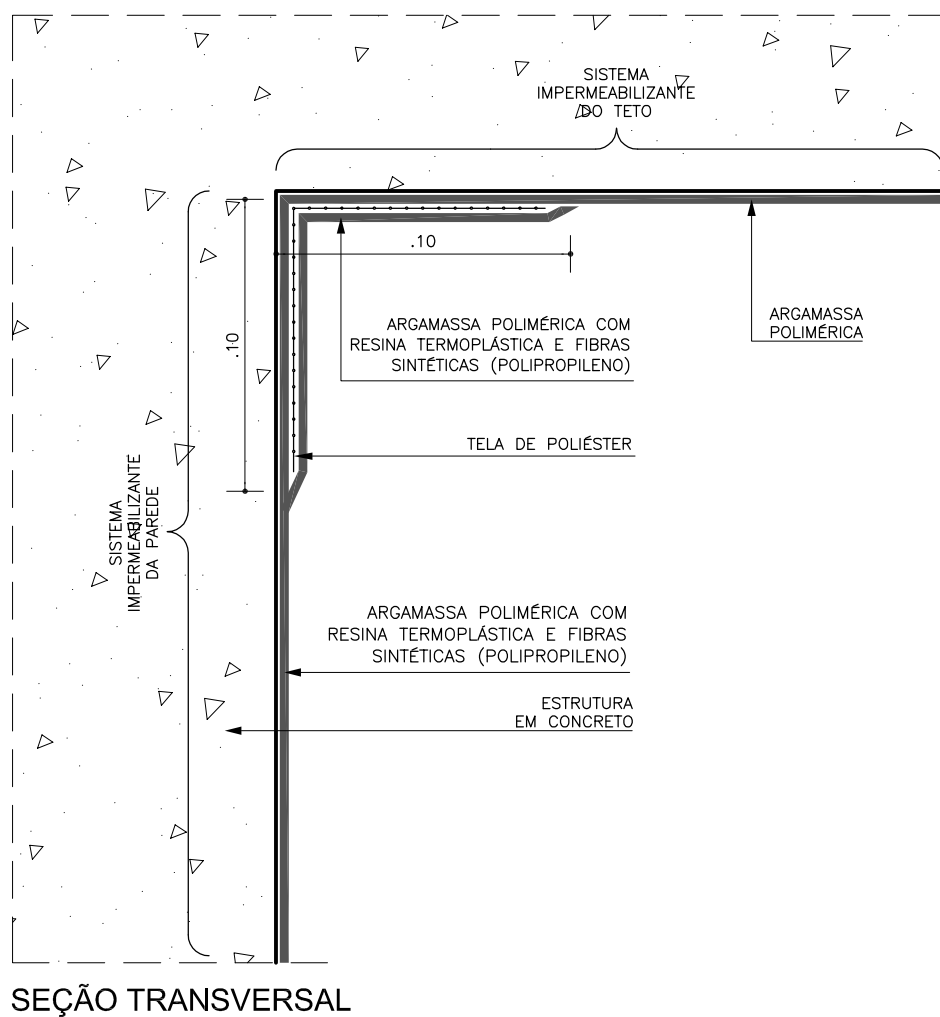 SISTEMA
IMPERMEABILIZANTE
DO TETO
.10
.10
ARGAMASSA POLIMÉRICA COM
RESINA TERMOPLÁSTICA E FIBRAS
SINTÉTICAS (POLIPROPILENO)
ARGAMASSA
POLIMÉRICA
TELA DE POLIÉSTER
SISTEMA
IMPERMEABILIZANTE
DA PAREDE
ARGAMASSA POLIMÉRICA COM
RESINA TERMOPLÁSTICA E FIBRAS
SINTÉTICAS (POLIPROPILENO)
ESTRUTURA
EM CONCRETO
SEÇÃO TRANSVERSAL